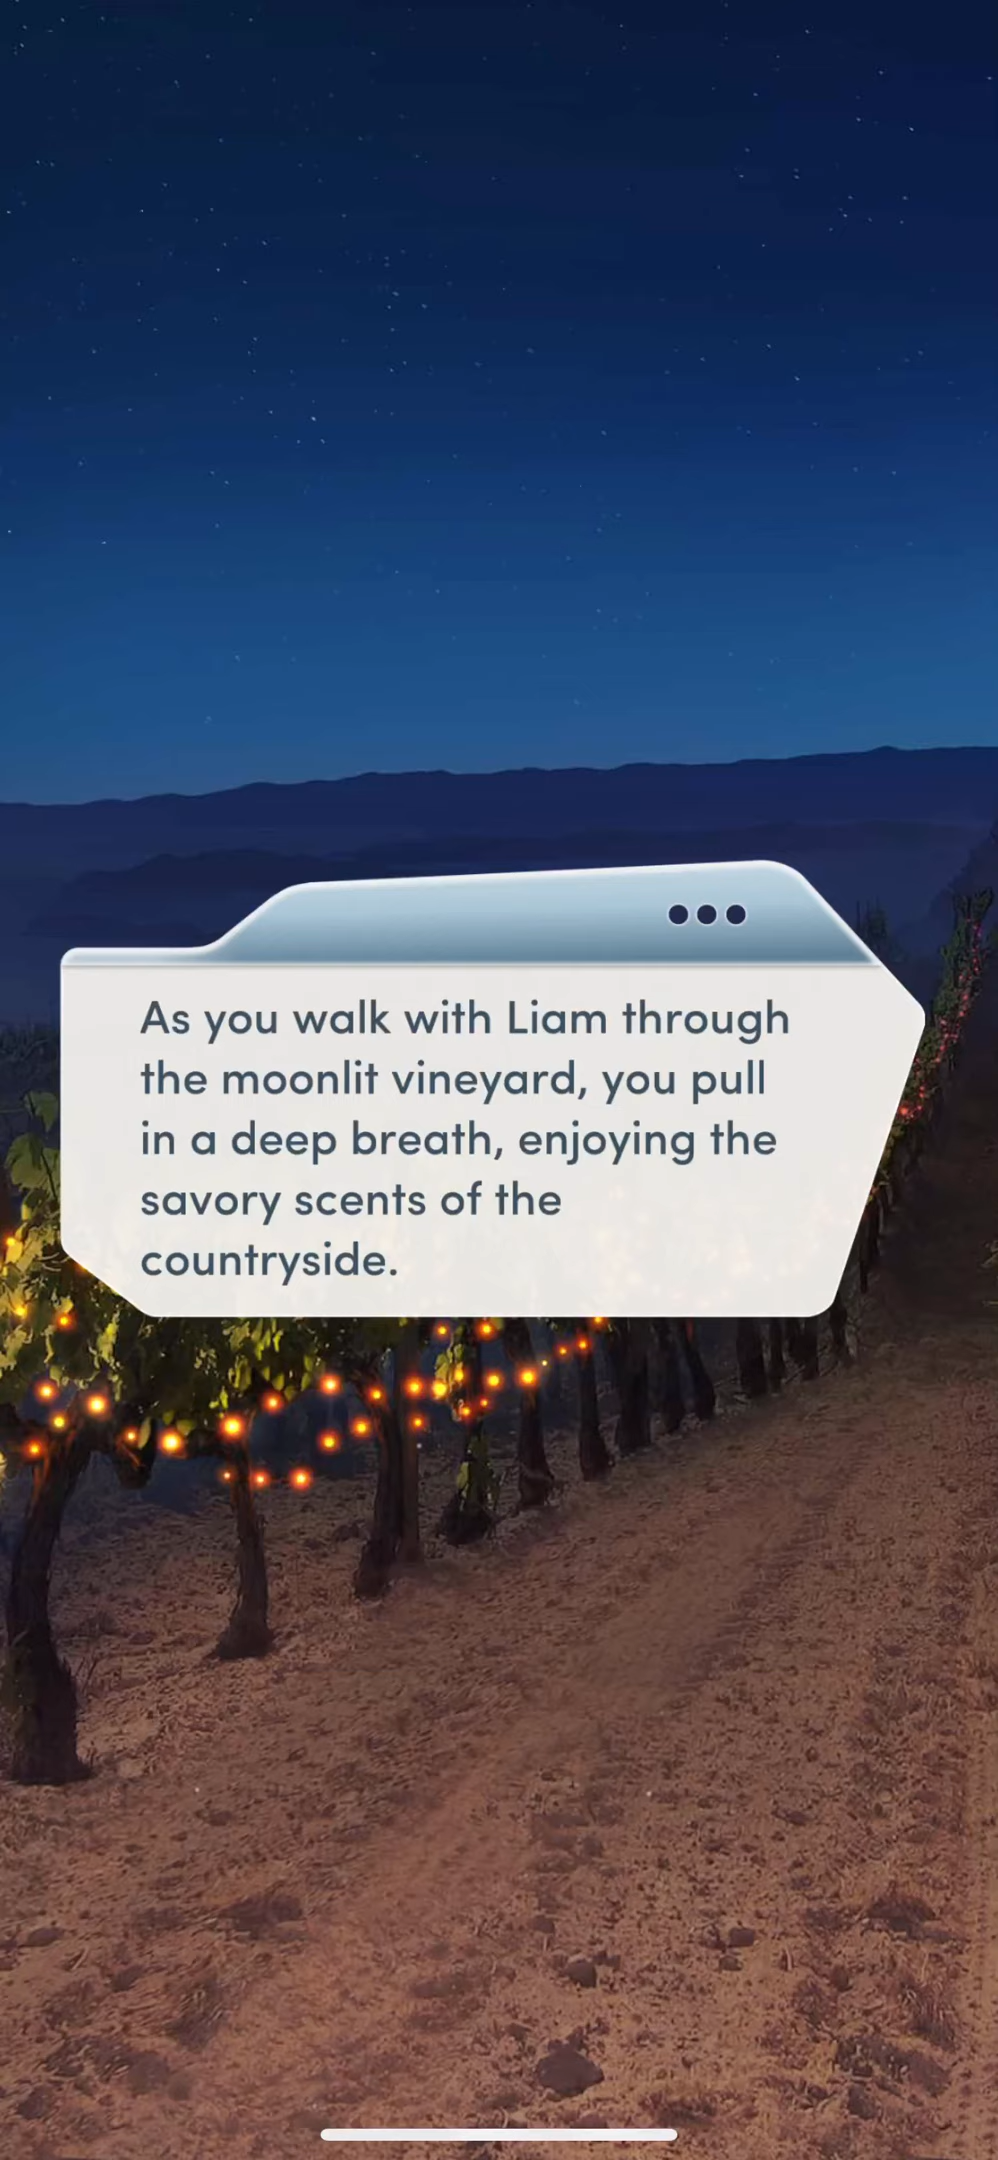 As you walk with Liam through
the moonlit vineyard, you pull
in a deep breath, enjoying the
savory scents of the
countryside.